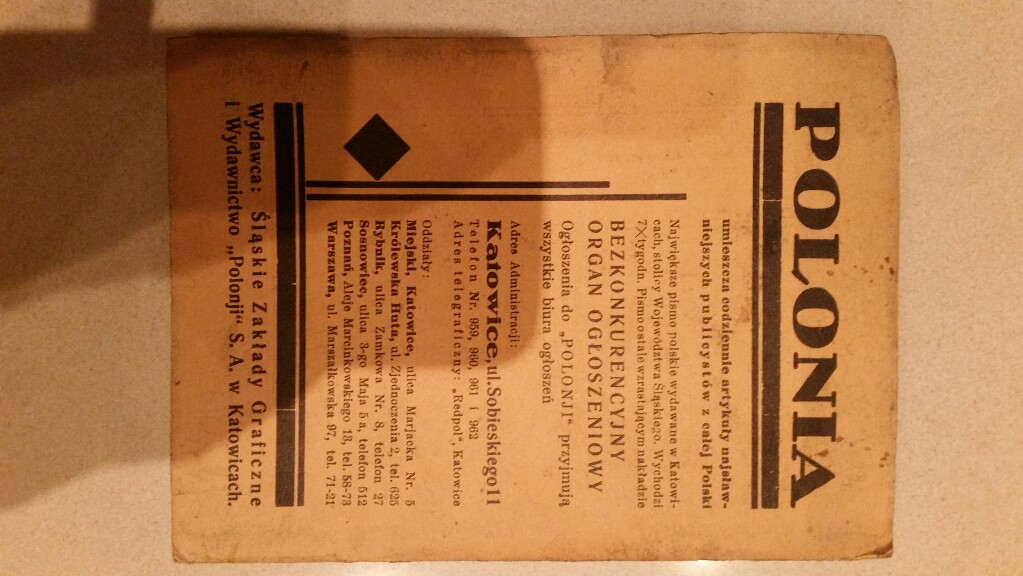 POLONIA
umieszcza codziennie artykuły najsław-
niejszych publicystów z całej Polski
Największe pismo polskie wydawane w Katowi-
cach, stolicy Województwa Śląskiego. Wychodzi
7×tygodn. Pismo o stale wzrastającym nakładzie
BEZKONKURENCYJNY
ORGAN OGŁOSZENIOWY
Ogłoszenia do „POLONJI" przyjmują
wszystkie biura ogłoszeń
Adres Administracji:
Katowice, ul. Sobieskiego 11
Telefon Nr. 959, 960, 961 i 962
Adres telegraficzny: „Redpol", Katowice
Oddziały:
Miejski, Katowice, ulica Marjacka Nr. 5
Królewska Huta, ul. Zjednoczenia 2, tel. 625
Rybnik, ulica Zamkowa Nr. 8, telefon 27
Sosnowiec, ulica 3-go Maja 5 a, telefon 512
Poznań, Aleje Marcinkowskiego 13, tel. 58-73
Warszawa, ul. Marszałkowska 97, tel. 71-21
Wydawca: Śląskie Zakłady Graficzne
i Wydawnictwo „Polonji" S. A. w Katowicach.